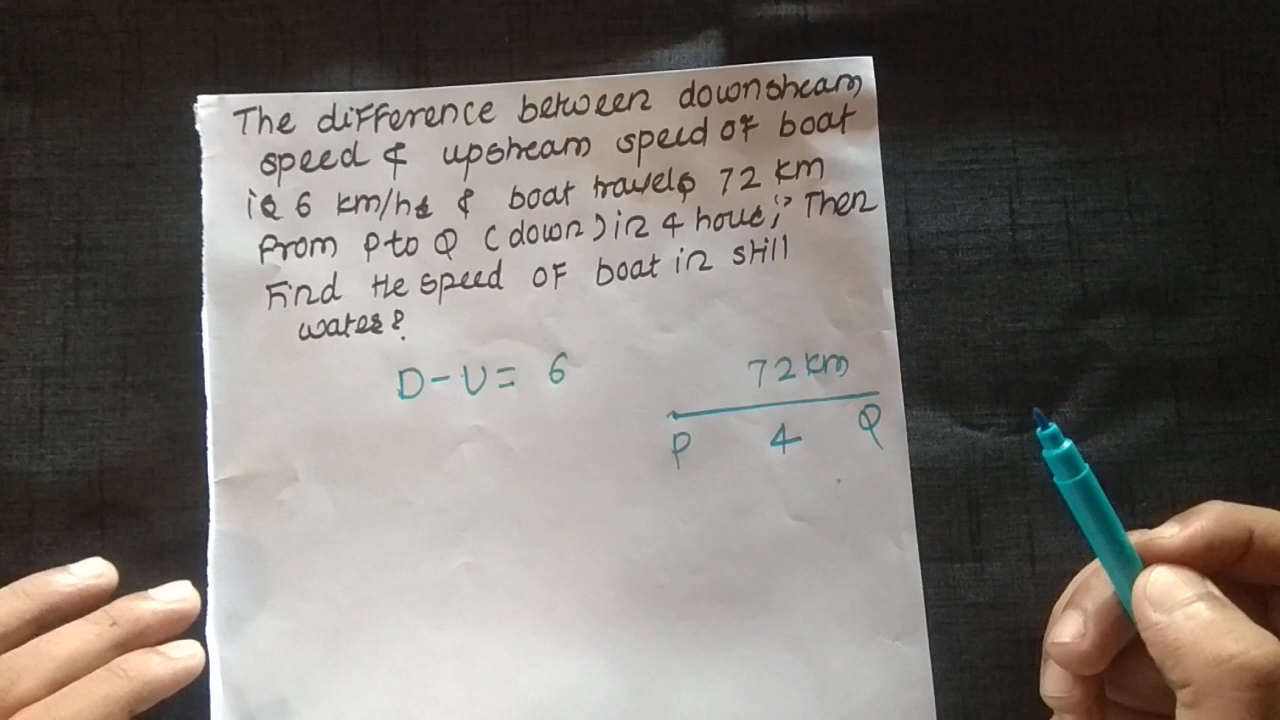 The difference between downstream
speed & upstream speed of boat
is 6 km/hr & boat travels 72 km
from P to Q (down) in 4 hour; Then
Find the speed of boat in still
water?
D-U = 6
72 km
P 4 Q